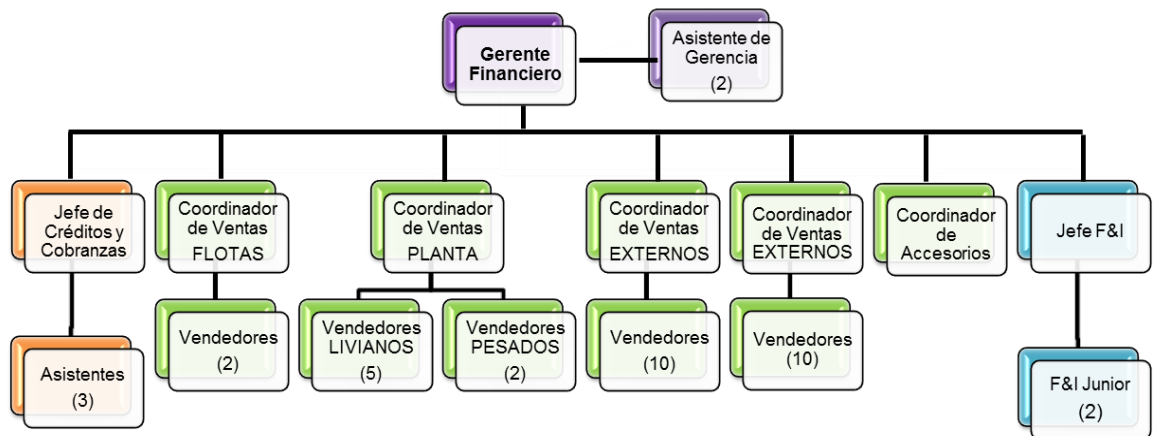 Gerente
Financiero
Asistente de
Gerencia
(2)
Jefe de
Créditos y
Cobranzas
Coordinador
de Ventas
FLOTAS
Coordinador
de Ventas
PLANTA
Coordinador
de Ventas
EXTERNOS
Coordinador
de Ventas
EXTERNOS
Coordinador
de
Accesorios
Jefe F&I
Asistentes
(3)
Vendedores
(2)
Vendedores
LIVIANOS
(5)
Vendedores
PESADOS
(2)
Vendedores
(10)
Vendedores
(10)
F&I Junior
(2)